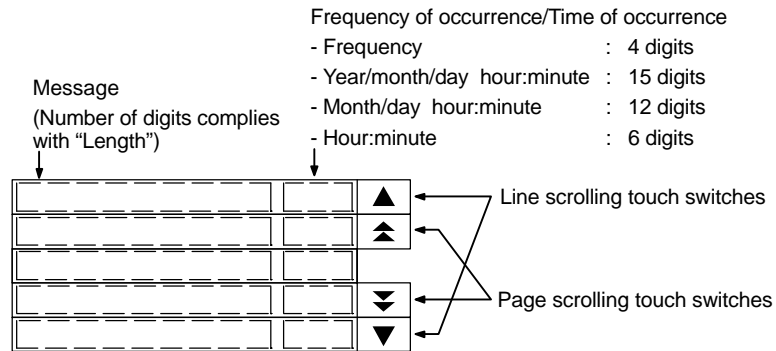 Frequency of occurrence/Time of occurrence
- Frequency : 4 digits
- Year/month/day hour:minute : 15 digits
- Month/day hour:minute : 12 digits
- Hour:minute : 6 digits
Message
(Number of digits complies
with “Length”)
Line scrolling touch switches
Page scrolling touch switches